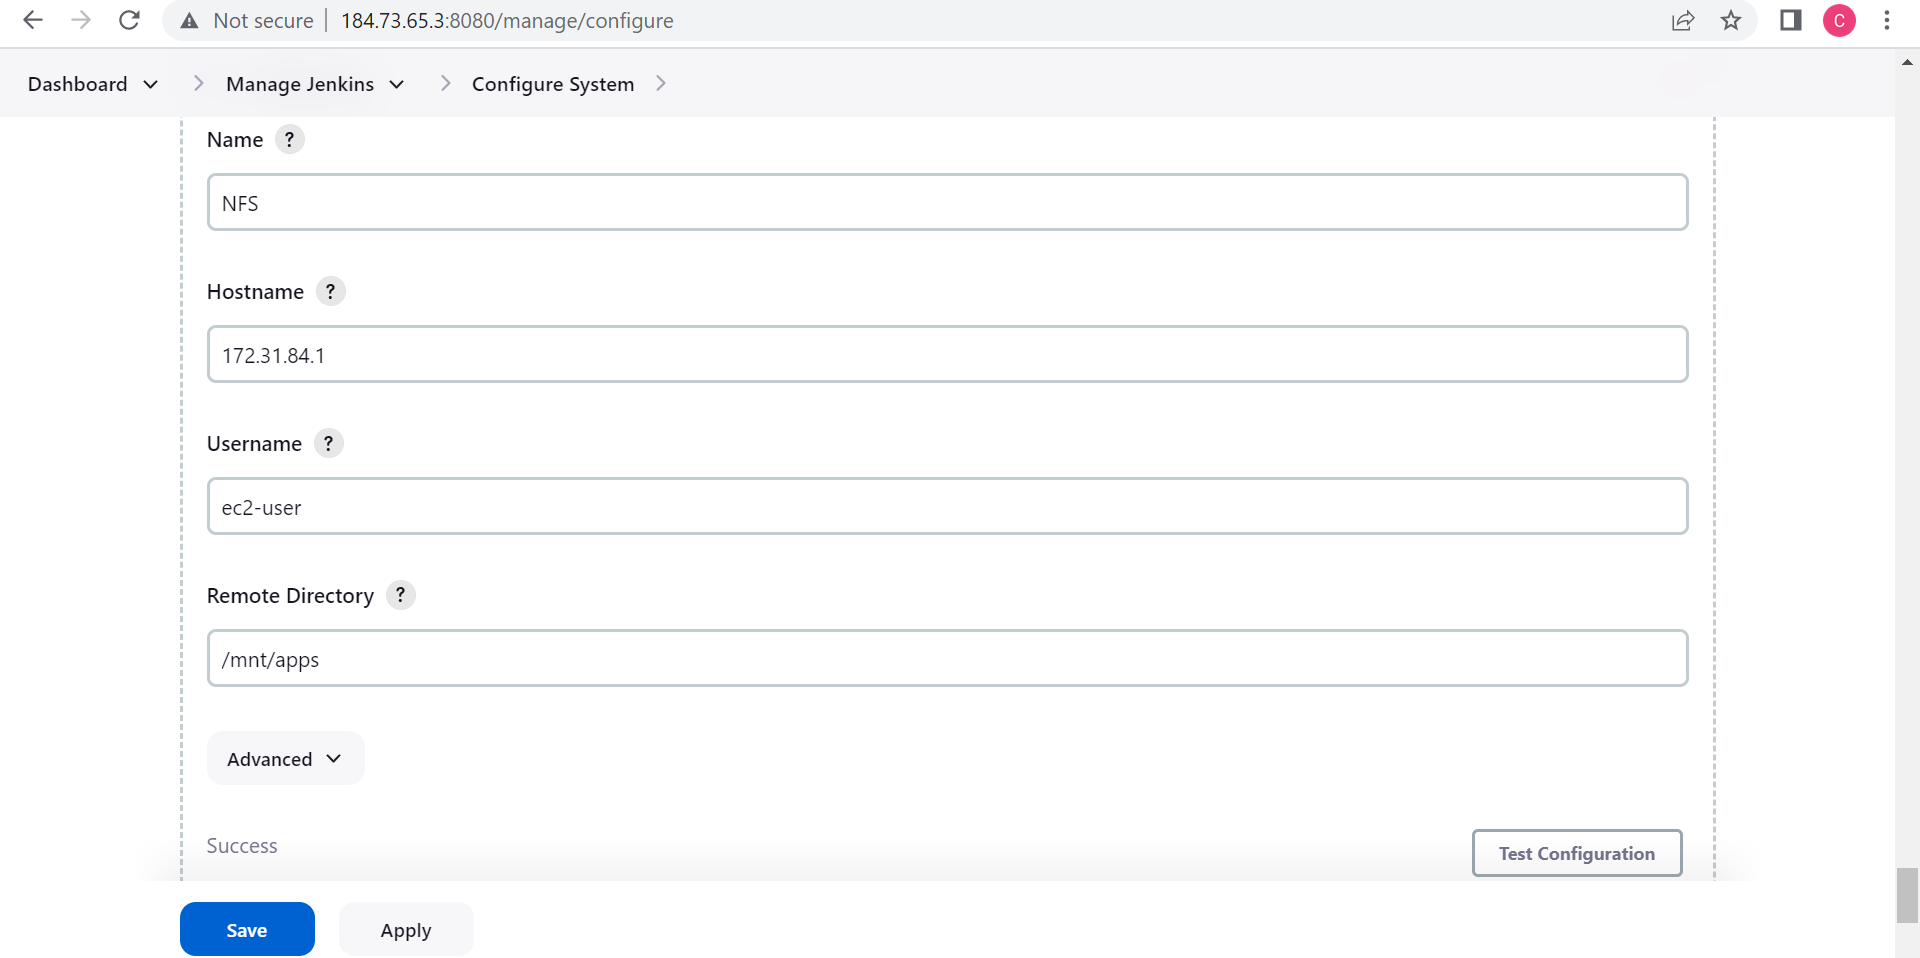 Not secure 184.73.65.3:8080/manage/configure C
Dashboard Manage Jenkins Configure System
Name ?
NFS
Hostname ?
172.31.84.1
Username ?
ec2-user
Remote Directory ?
/mnt/apps
Advanced
Success
Test Configuration
Save Apply